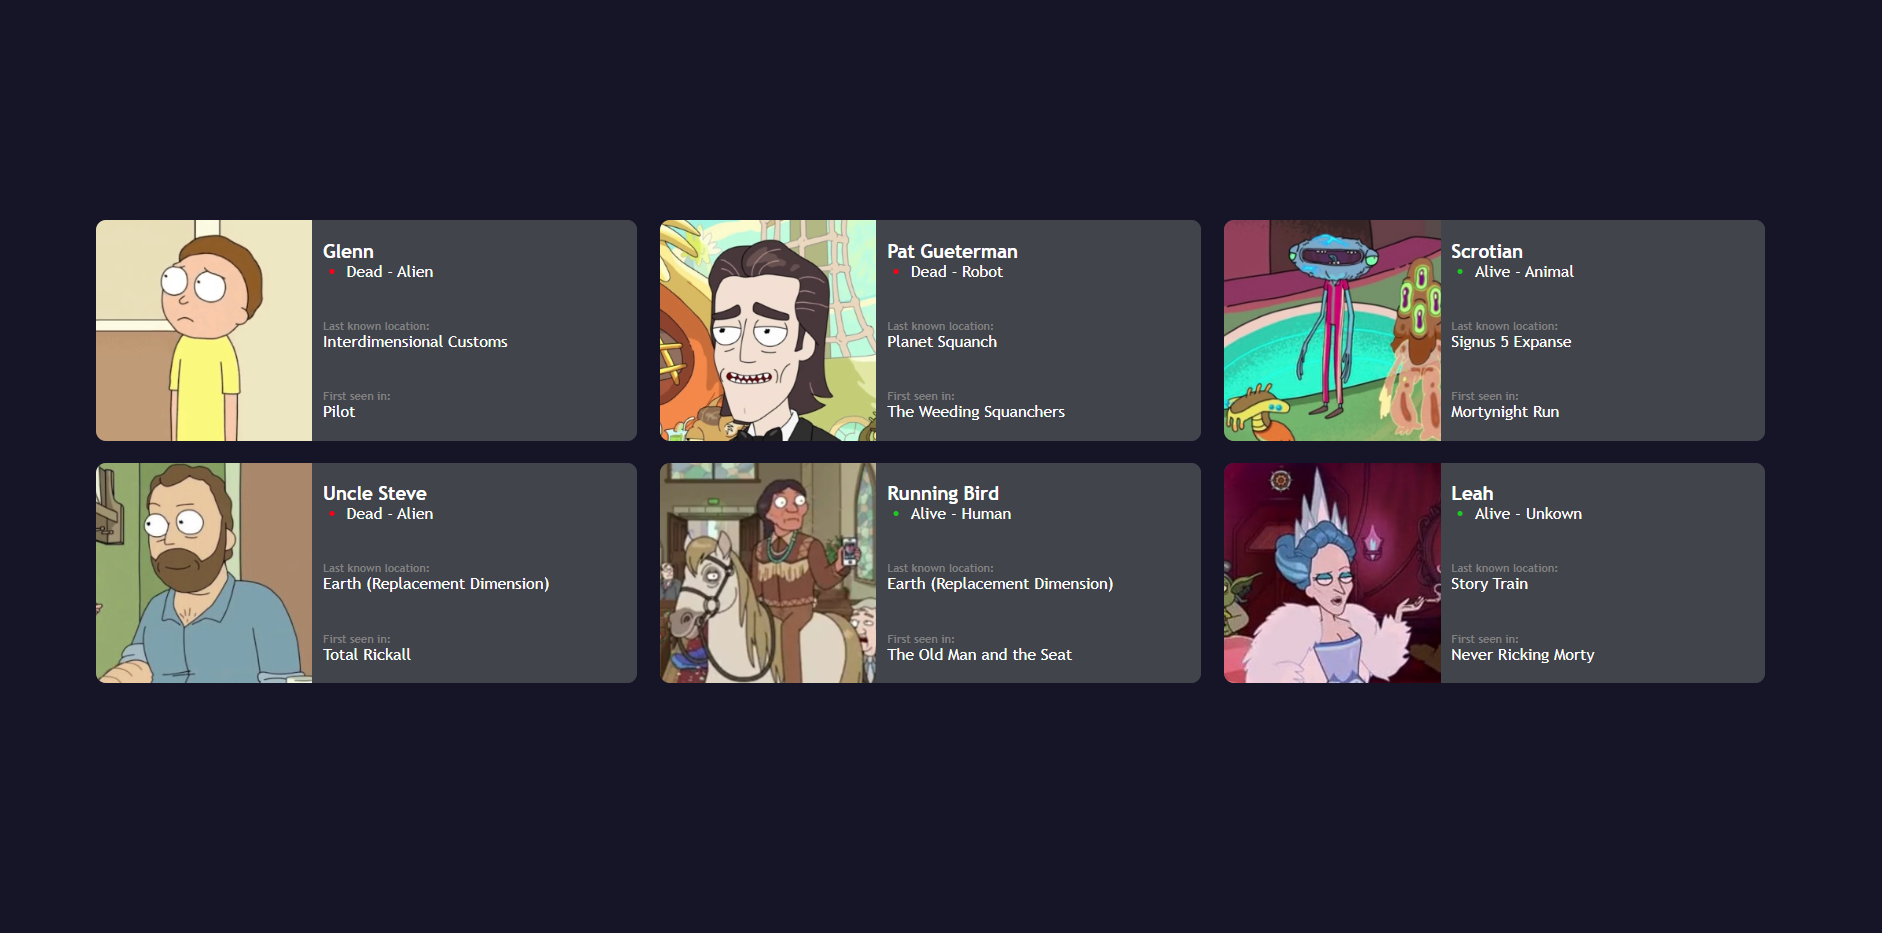 Glenn
Dead - Alien
Last known location:
Interdimensional Customs
First seen in:
Pilot
Pat Gueterman
Dead - Robot
Last known location:
Planet Squanch
First seen in:
The Weeding Squanchers
Scrotian
Alive - Animal
Last known location:
Signus 5 Expanse
First seen in:
Mortynight Run
Uncle Steve
Dead - Alien
Last known location:
Earth (Replacement Dimension)
First seen in:
Total Rickall
Running Bird
Alive - Human
Last known location:
Earth (Replacement Dimension)
First seen in:
The Old Man and the Seat
Leah
Alive - Unkown
Last known location:
Story Train
First seen in:
Never Ricking Morty